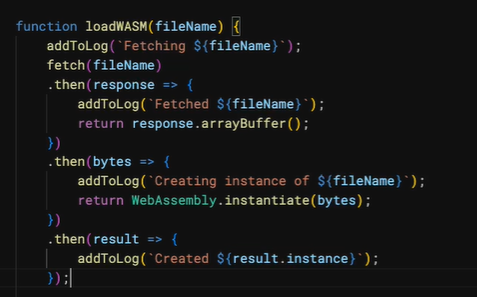 function loadWASM(fileName) {
    addToLog(`Fetching ${fileName}`);
    fetch(fileName)
    .then(response => {
        addToLog(`Fetched ${fileName}`);
        return response.arrayBuffer();
    })
    .then(bytes => {
        addToLog(`Creating instance of ${fileName}`);
        return WebAssembly.instantiate(bytes);
    })
    .then(result => {
        addToLog(`Created ${result.instance}`);
    });